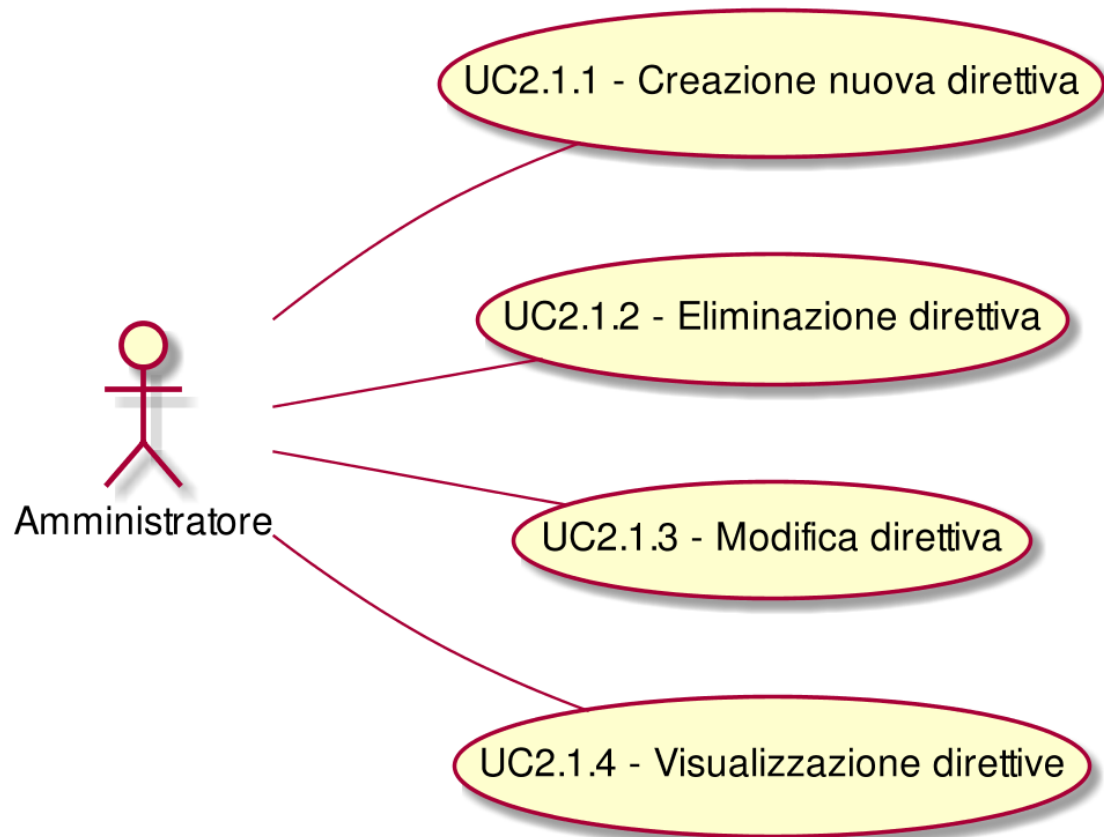 UC2.1.1 - Creazione nuova direttiva
UC2.1.2 - Eliminazione direttiva
Amministratore
UC2.1.3 - Modifica direttiva
UC2.1.4 - Visualizzazione direttive